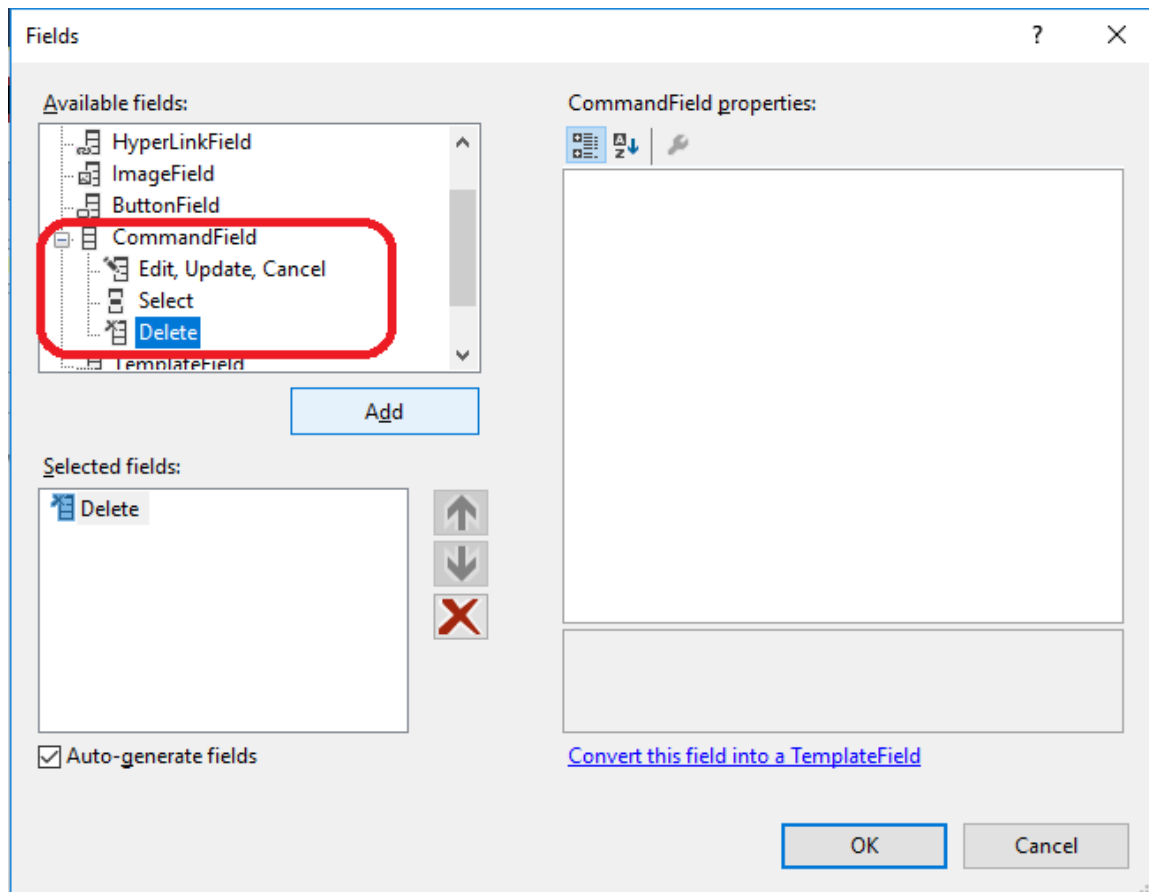 Fields
?
Available fields:
HyperLinkField
ImageField
ButtonField
CommandField
Edit, Update, Cancel
Select
Delete
TemplateField
Add
Selected fields:
Delete
Auto-generate fields
CommandField properties:
Convert this field into a TemplateField
OK
Cancel